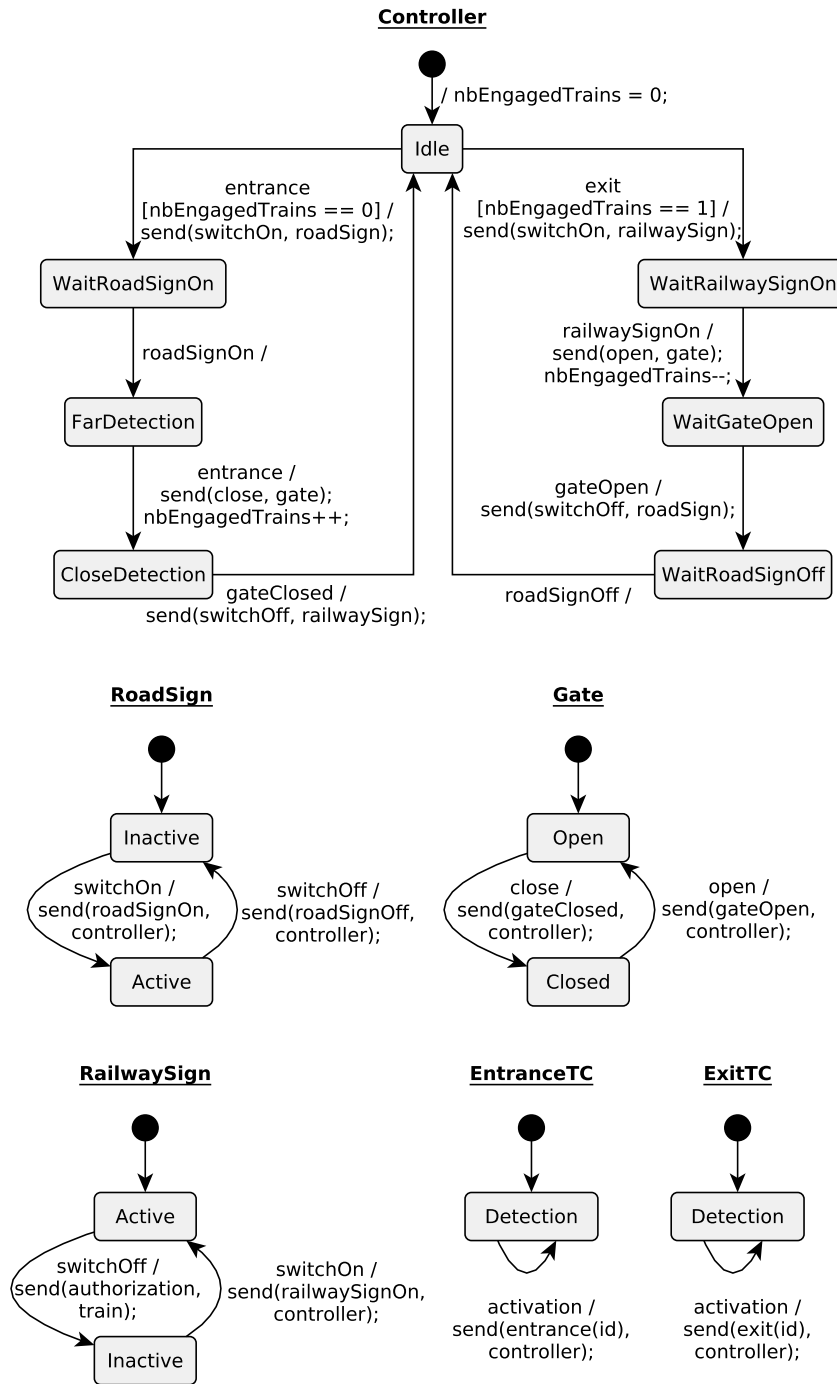 Controller
/ nbEngagedTrains = 0;
Idle
entrance
[nbEngagedTrains == 0] /
send(switchOn, roadSign);
exit
[nbEngagedTrains == 1] /
send(switchOn, railwaySign);
WaitRoadSignOn
WaitRailwaySignOn
roadSignOn /
railwaySignOn /
send(open, gate);
nbEngagedTrains--;
FarDetection
WaitGateOpen
entrance /
send(close, gate);
nbEngagedTrains++;
gateOpen /
send(switchOff, roadSign);
CloseDetection
WaitRoadSignOff
gateClosed /
send(switchOff, railwaySign);
roadSignOff /
RoadSign
Inactive
switchOn /
send(roadSignOn,
controller);
switchOff /
send(roadSignOff,
controller);
Active
Gate
Open
close /
send(gateClosed,
controller);
open /
send(gateOpen,
controller);
Closed
RailwaySign
Active
switchOff /
send(authorization,
train);
switchOn /
send(railwaySignOn,
controller);
Inactive
EntranceTC
Detection
activation /
send(entrance(id),
controller);
ExitTC
Detection
activation /
send(exit(id),
controller);